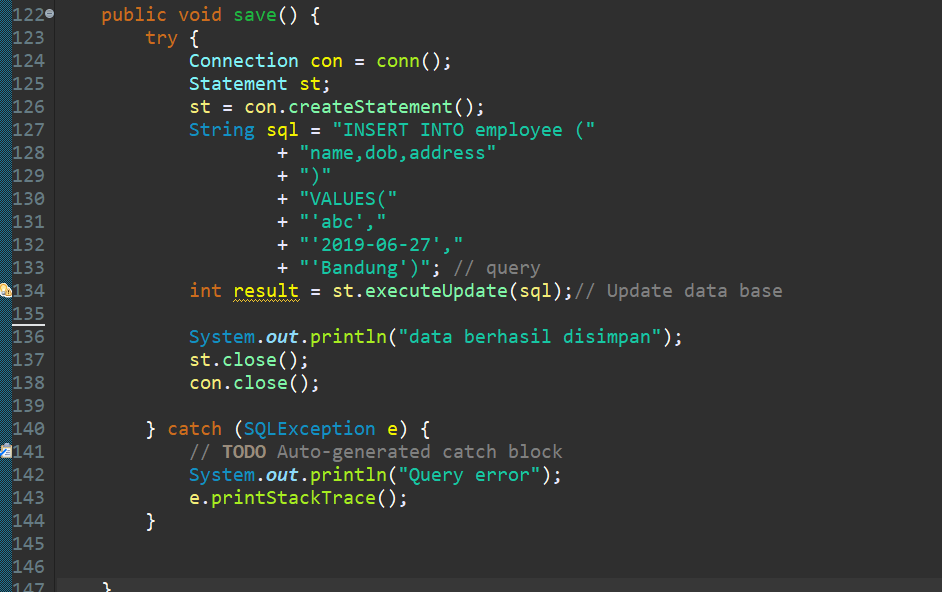 122 public void save() {
123 try {
124 Connection con = conn();
125 Statement st;
126 st = con.createStatement();
127 String sql = "INSERT INTO employee ("
128 + "name,dob,address"
129 + ")"
130 + "VALUES("
131 + "'abc',"
132 + "'2019-06-27',"
133 + "'Bandung')"; // query
134 int result = st.executeUpdate(sql);// Update data base
135
136 System.out.println("data berhasil disimpan");
137 st.close();
138 con.close();
139
140 } catch (SQLException e) {
141 // TODO Auto-generated catch block
142 System.out.println("Query error");
143 e.printStackTrace();
144 }
145
146
147 }